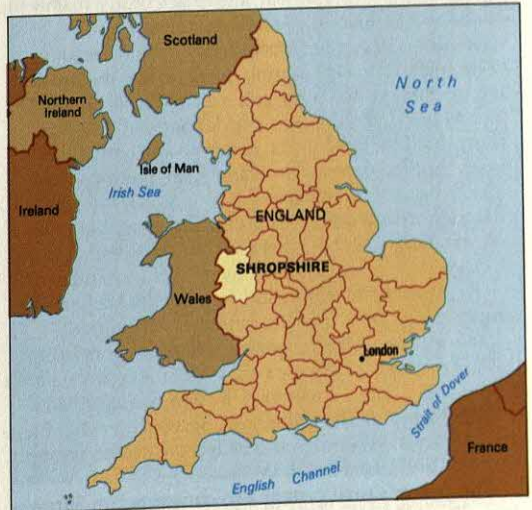 Scotland
North
Sea
Northern
Ireland
Isle of Man
Irish Sea
Ireland
ENGLAND
SHROPSHIRE
Wales
London
Strait of Dover
France
English Channel